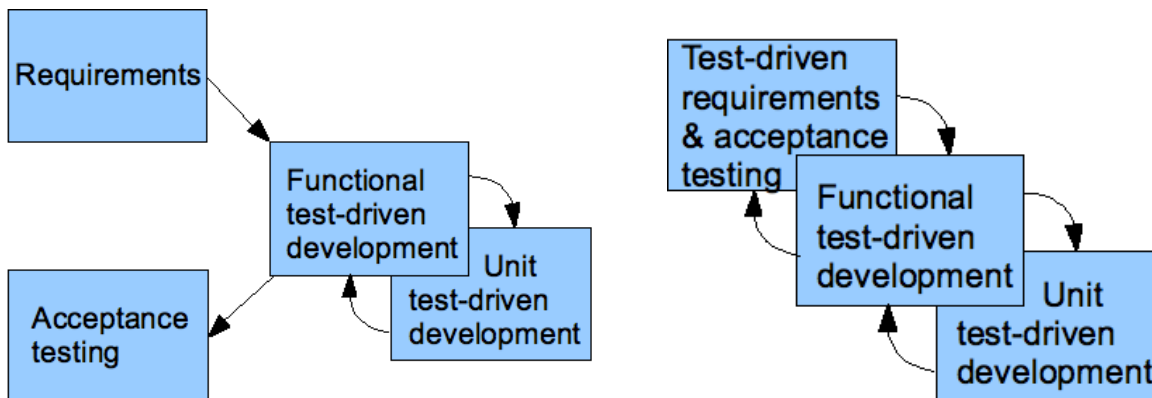 Requirements
Functional
test-driven
development
Unit
test-driven
development
Acceptance
testing
Test-driven
requirements
& acceptance
testing
Functional
test-driven
development
Unit
test-driven
development